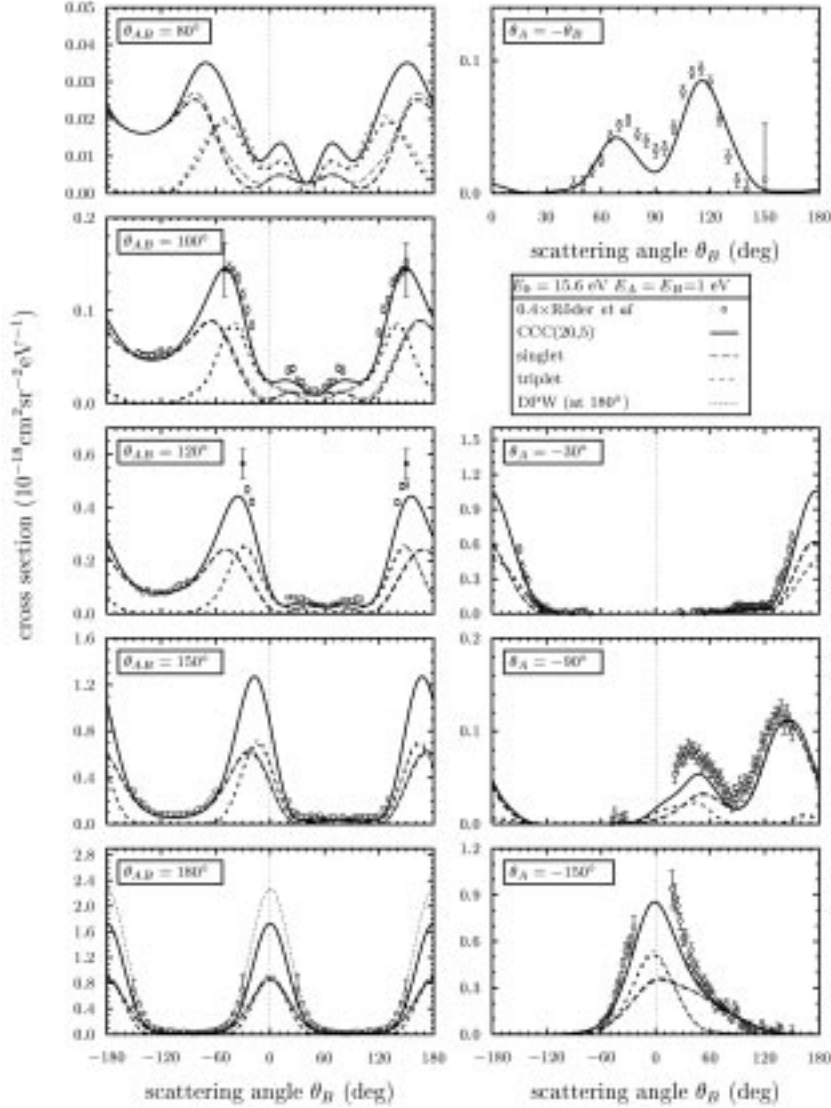 cross section (10⁻¹⁸cm²sr⁻²eV⁻¹)
θA,B = 80°
0.05
0.04
0.03
0.02
0.01
0.00
θA = −θB
0.1
0.0
0 30 60 90 120 150 180
scattering angle θB (deg)
θA,B = 100°
0.2
0.1
0.0
E0 = 15.6 eV EA = EB=1 eV
0.4×Röder et al
CCC(20,5)
singlet
triplet
DPW (at 180°)
θA,B = 120°
0.6
0.4
0.2
0.0
θA = −30°
1.5
1.2
0.9
0.6
0.3
0.0
θA,B = 150°
1.6
1.2
0.8
0.4
0.0
θA = −90°
0.2
0.1
0.0
θA,B = 180°
2.8
2.4
2.0
1.6
1.2
0.8
0.4
0.0
−180 −120 −60 0 60 120 180
scattering angle θB (deg)
θA = −150°
1.2
0.9
0.6
0.3
0.0
−180 −120 −60 0 60 120 180
scattering angle θB (deg)